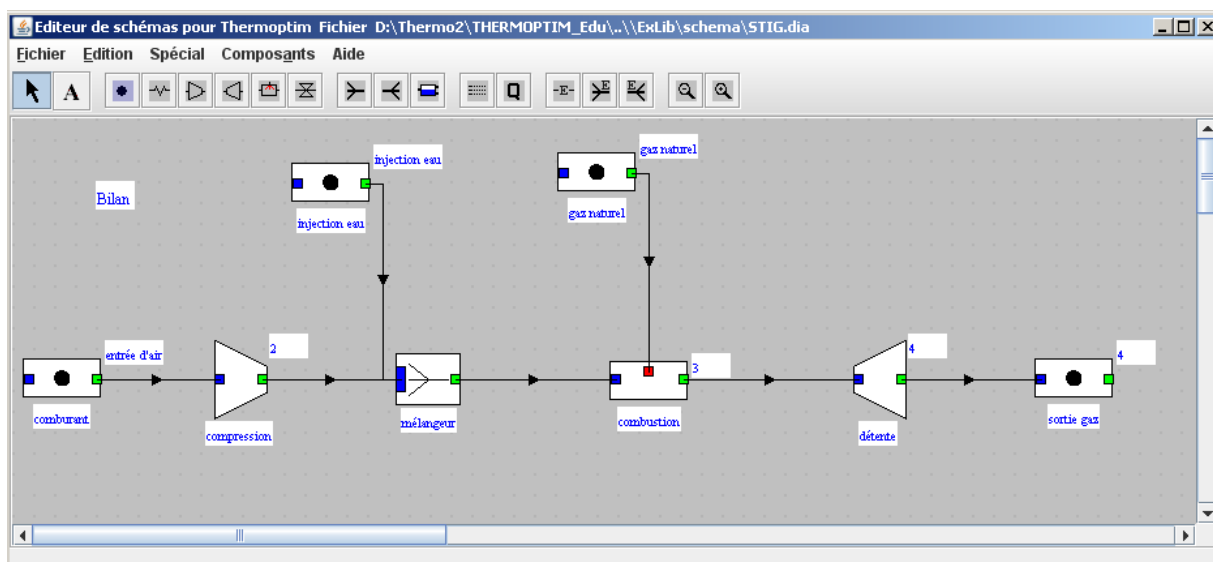 Editeur de schémas pour Thermoptim Fichier D:\Thermo2\THERMOPTIM_Edu\..\\ExLib\schema\STIG.dia
Fichier Edition Spécial Composants Aide
A Q -E- E E
injection eau
gaz naturel
Bilan
injection eau
gaz naturel
entrée d'air
2
3
4
4
comburant
compression
mélangeur
combustion
détente
sortie gaz